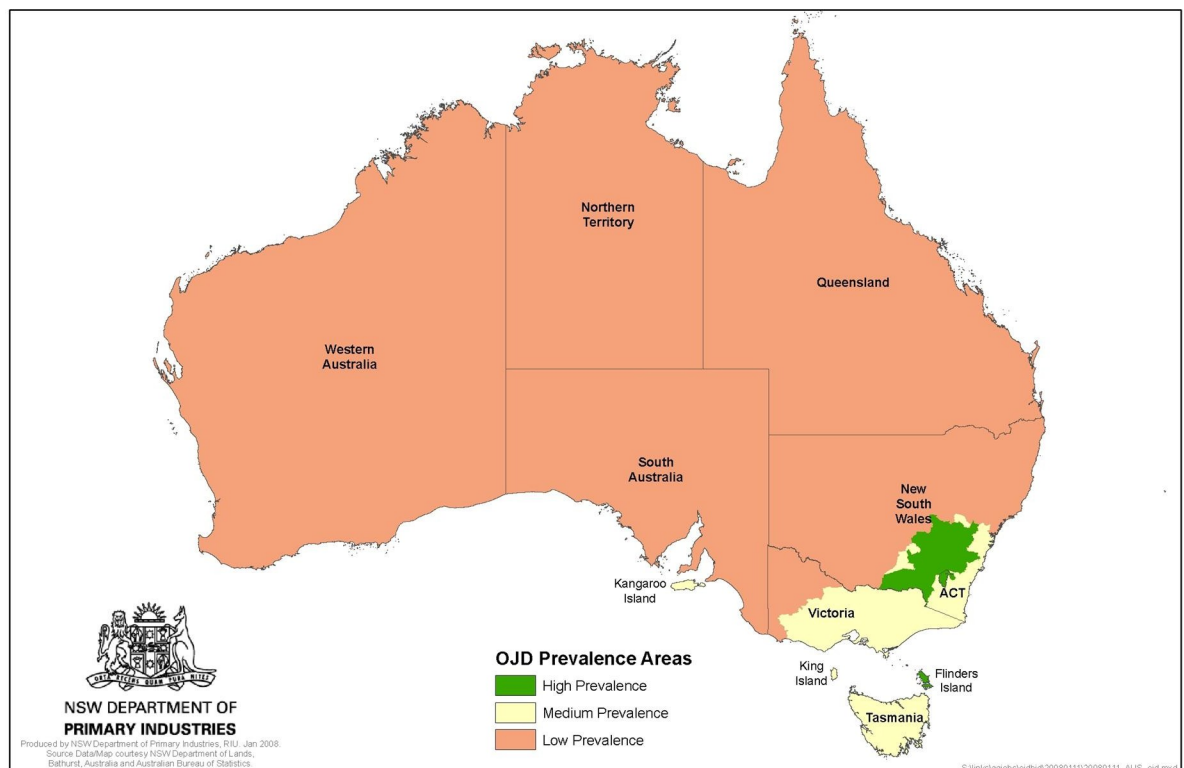 Northern
Territory
Queensland
Western
Australia
South
Australia
New
South
Wales
Kangaroo
Island
ACT
Victoria
King
Island
Flinders
Island
Tasmania
OJD Prevalence Areas
High Prevalence
Medium Prevalence
Low Prevalence
NSW DEPARTMENT OF
PRIMARY INDUSTRIES
Produced by NSW Department of Primary Industries, RIU. Jan 2008.
Source Data/Map courtesy NSW Department of Lands,
Bathurst, Australia and Australian Bureau of Statistics.